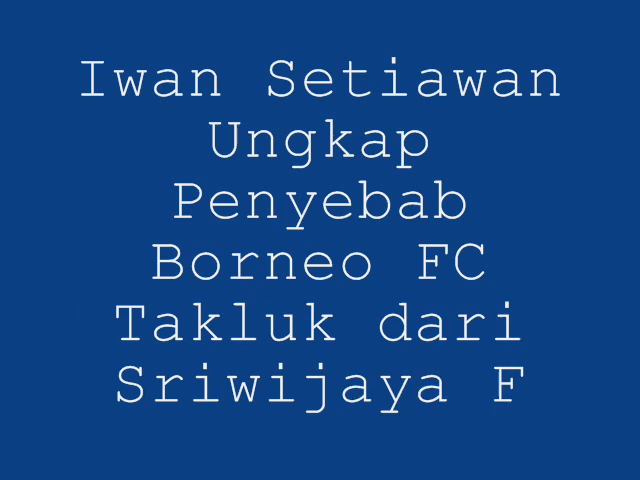 Iwan Setiawan
Ungkap
Penyebab
Borneo FC
Takluk dari
Sriwijaya F